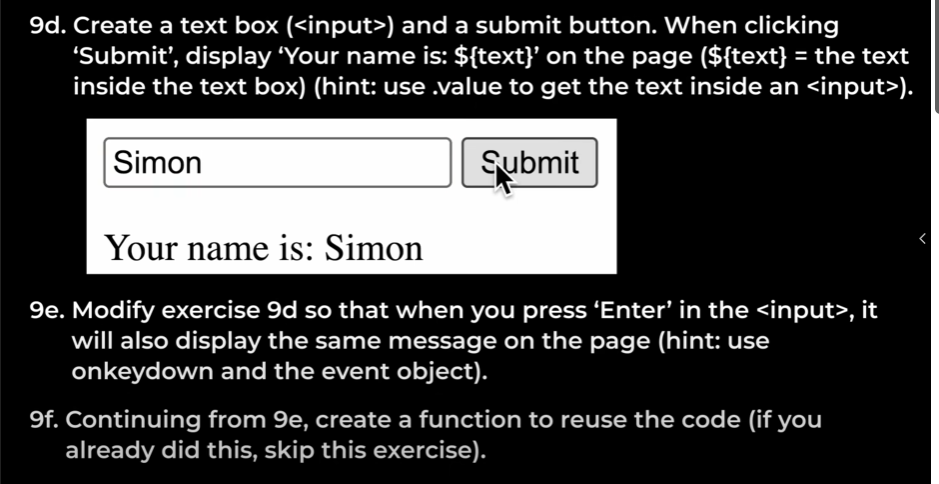 9d. Create a text box (<input>) and a submit button. When clicking
‘Submit’, display ‘Your name is: ${text}’ on the page (${text} = the text
inside the text box) (hint: use .value to get the text inside an <input>).
Simon Submit
Your name is: Simon
9e. Modify exercise 9d so that when you press ‘Enter’ in the <input>, it
will also display the same message on the page (hint: use
onkeydown and the event object).
9f. Continuing from 9e, create a function to reuse the code (if you
already did this, skip this exercise).